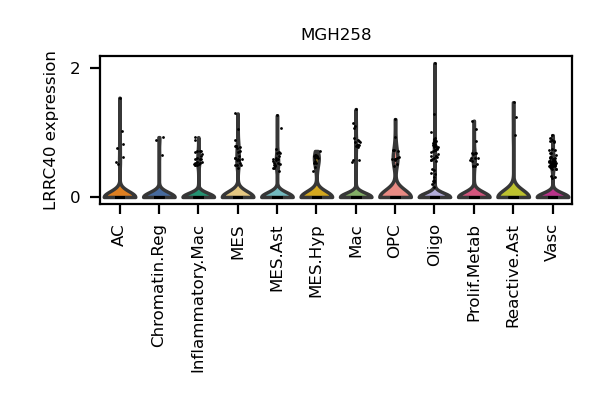 MGH258
LRRC40 expression
2
0
AC
Chromatin.Reg
Inflammatory.Mac
MES
MES.Ast
MES.Hyp
Mac
OPC
Oligo
Prolif.Metab
Reactive.Ast
Vasc